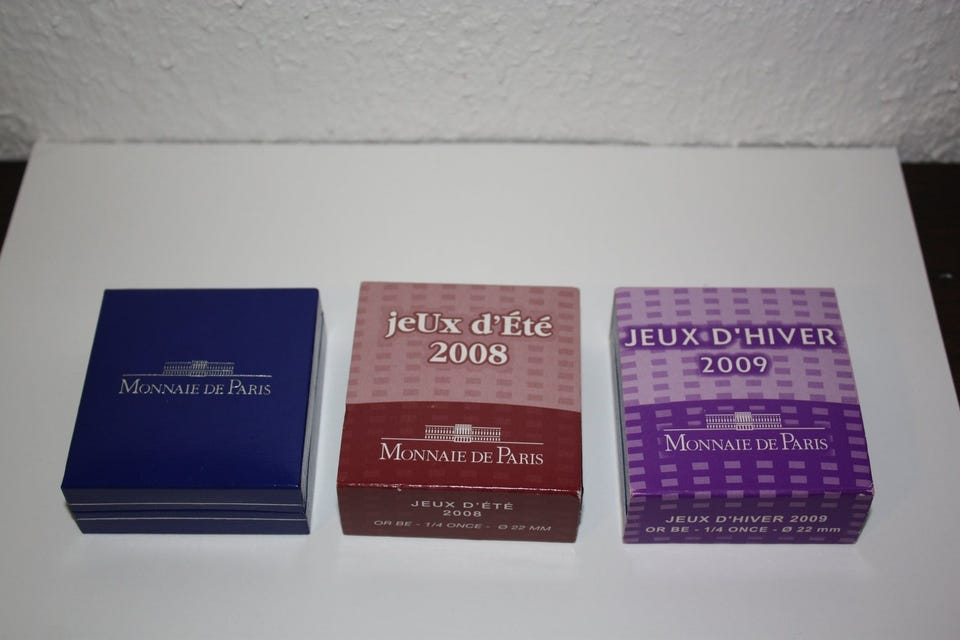 MONNAIE DE PARIS
jeUx d'Été
2008
MONNAIE DE PARIS
JEUX D'ÉTÉ
2008
OR BE - 1/4 ONCE - Ø 22 MM
JEUX D'HIVER
2009
MONNAIE DE PARIS
JEUX D'HIVER 2009
OR BE - 1/4 ONCE - Ø 22 mm